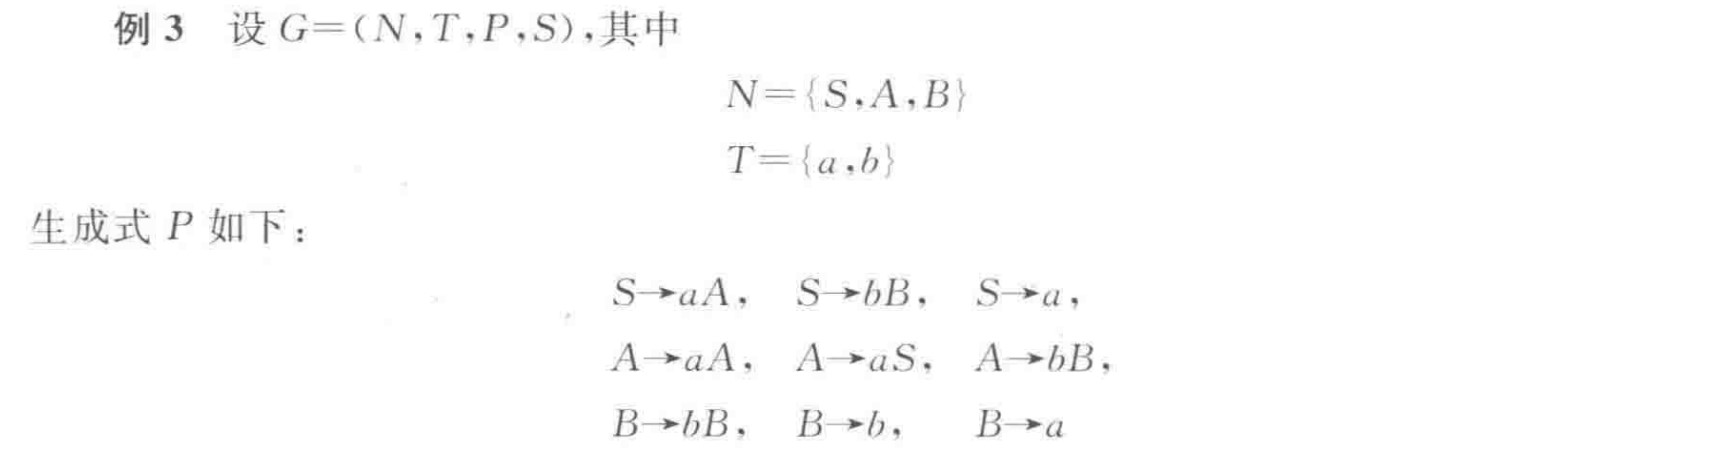 例 3 设 G=(N,T,P,S),其中
N={S,A,B}
T={a,b}
生成式 P 如下:
S→aA, S→bB, S→a,
A→aA, A→aS, A→bB,
B→bB, B→b, B→a